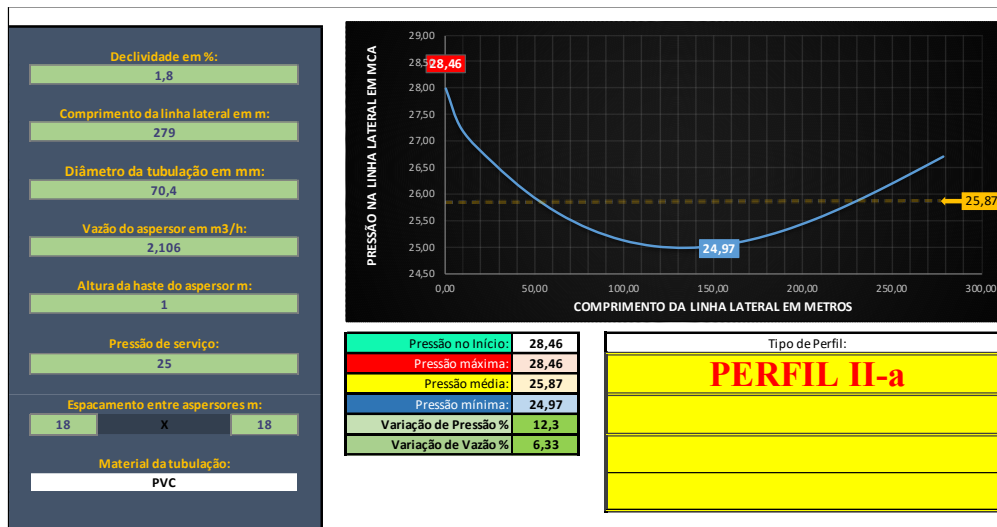 Declividade em %:
1,8
Comprimento da linha lateral em m:
279
Diâmetro da tubulação em mm:
70,4
Vazão do aspersor em m3/h:
2,106
Altura da haste do aspersor m:
1
Pressão de serviço:
25
Espacamento entre aspersores m:
18 X 18
Material da tubulação:
PVC
PRESSÃO NA LINHA LATERAL EM MCA
29,00
28,5
28,00
27,50
27,00
26,50
26,00
25,50
25,00
24,50
28,46
25,87
24,97
0,00 50,00 100,00 150,00 200,00 250,00 300,00
COMPRIMENTO DA LINHA LATERAL EM METROS
Pressão no Início: 28,46
Pressão máxima: 28,46
Pressão média: 25,87
Pressão mínima: 24,97
Variação de Pressão % 12,3
Variação de Vazão % 6,33
Tipo de Perfil:
PERFIL II-a